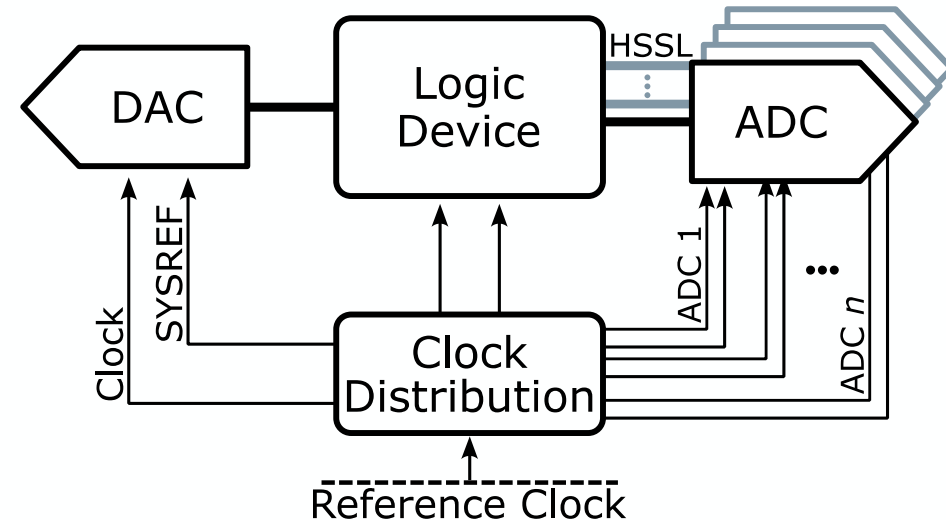 HSSL
DAC
Logic
Device
ADC
SYSREF
Clock
ADC 1
ADC n
Clock
Distribution
Reference Clock